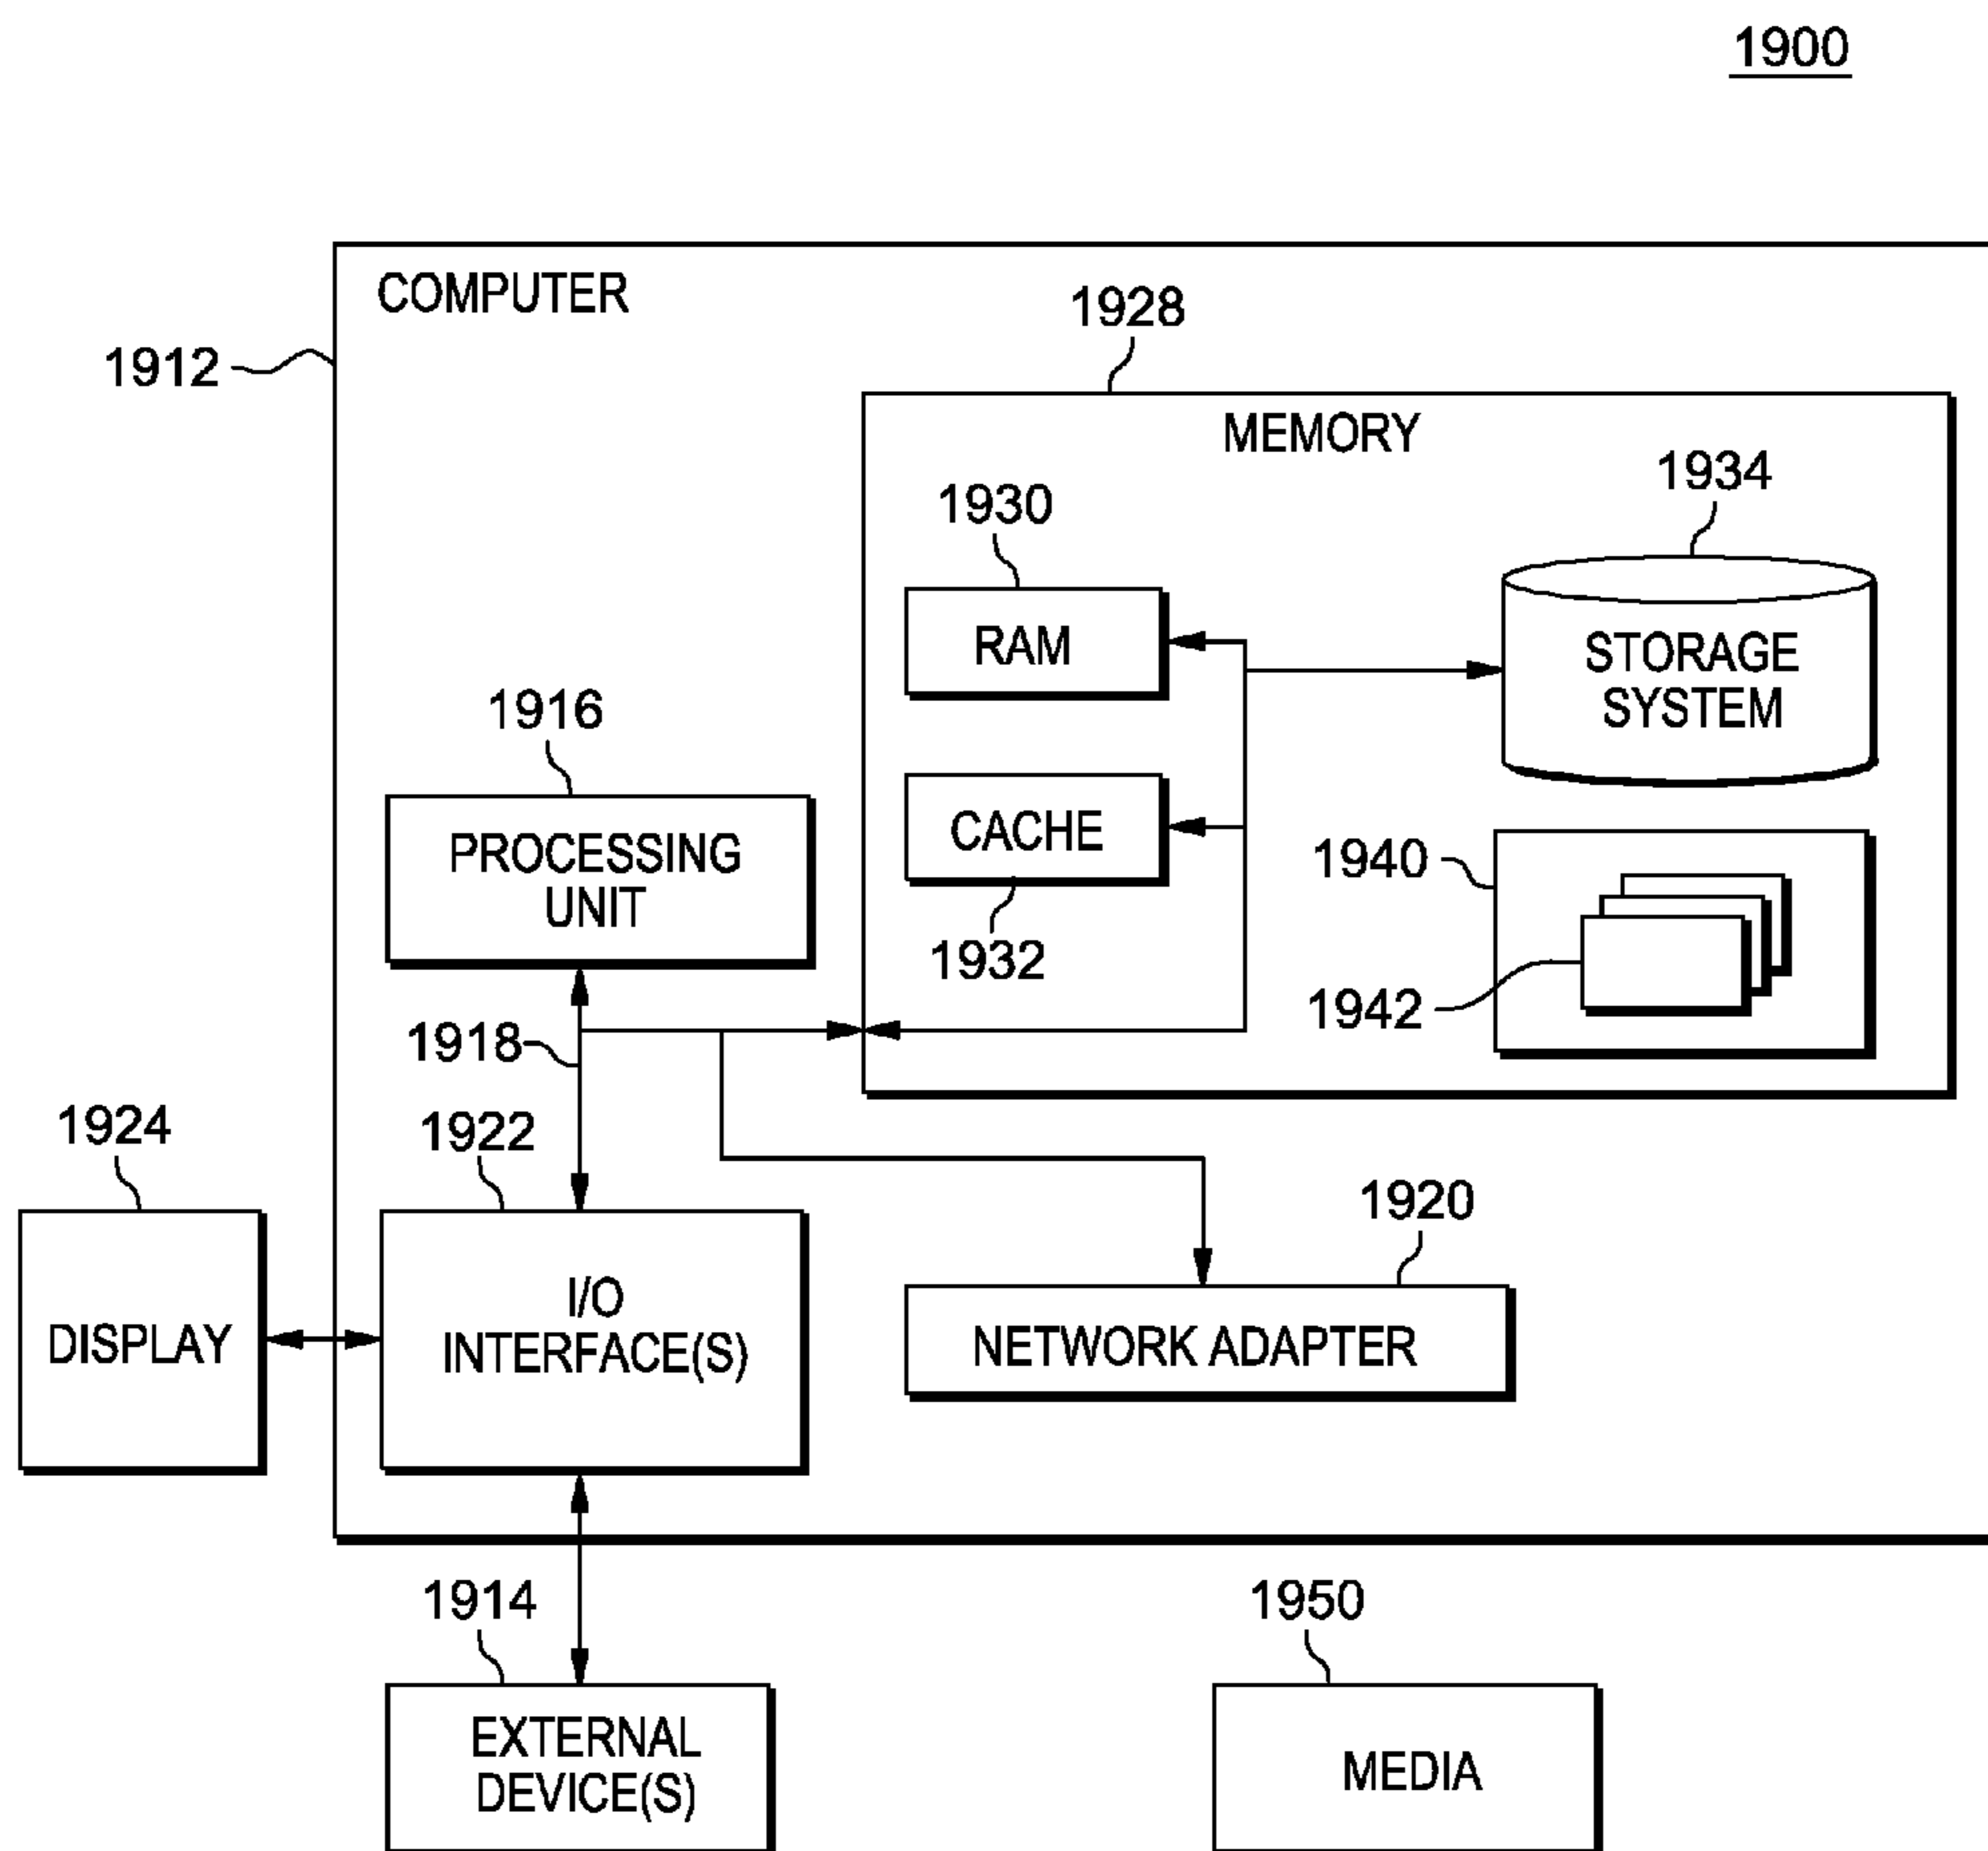 1900
COMPUTER
1912
1928
MEMORY
1930
1934
RAM
STORAGE
SYSTEM
1916
PROCESSING
UNIT
CACHE
1932
1940
1942
1918
1924
1922
1920
DISPLAY
I/O
INTERFACE(S)
NETWORK ADAPTER
1914
1950
EXTERNAL
DEVICE(S)
MEDIA